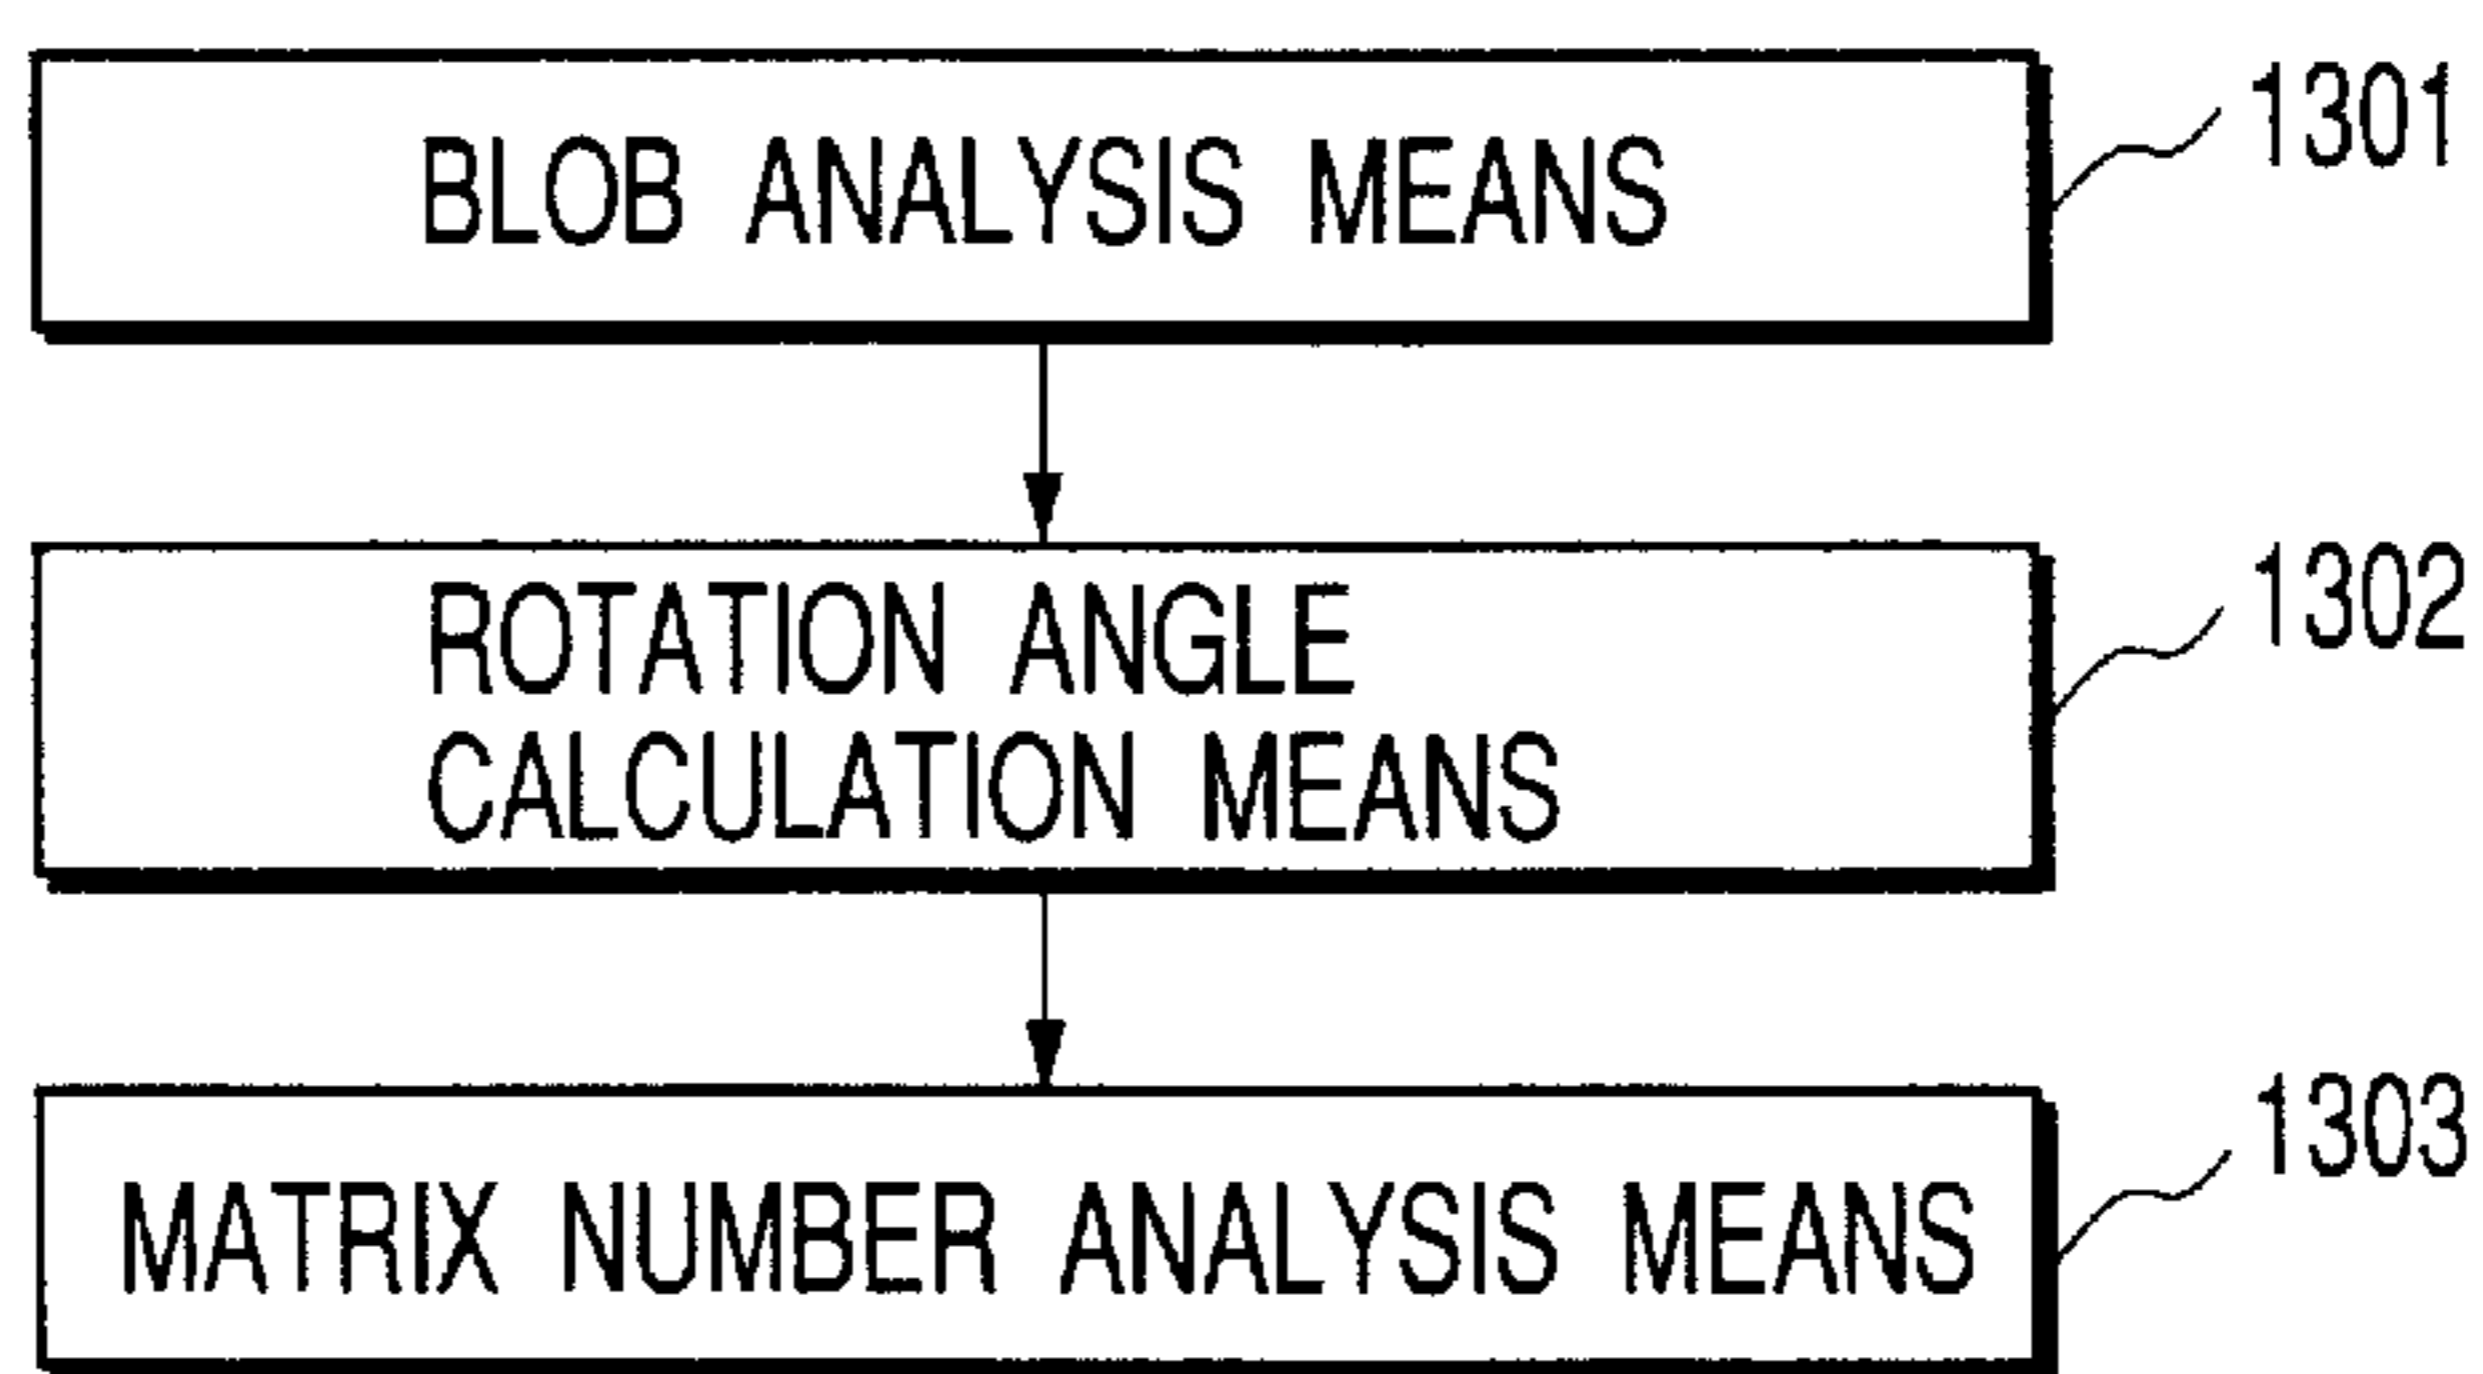 BLOB ANALYSIS MEANS
1301
ROTATION ANGLE
CALCULATION MEANS
1302
MATRIX NUMBER ANALYSIS MEANS
1303